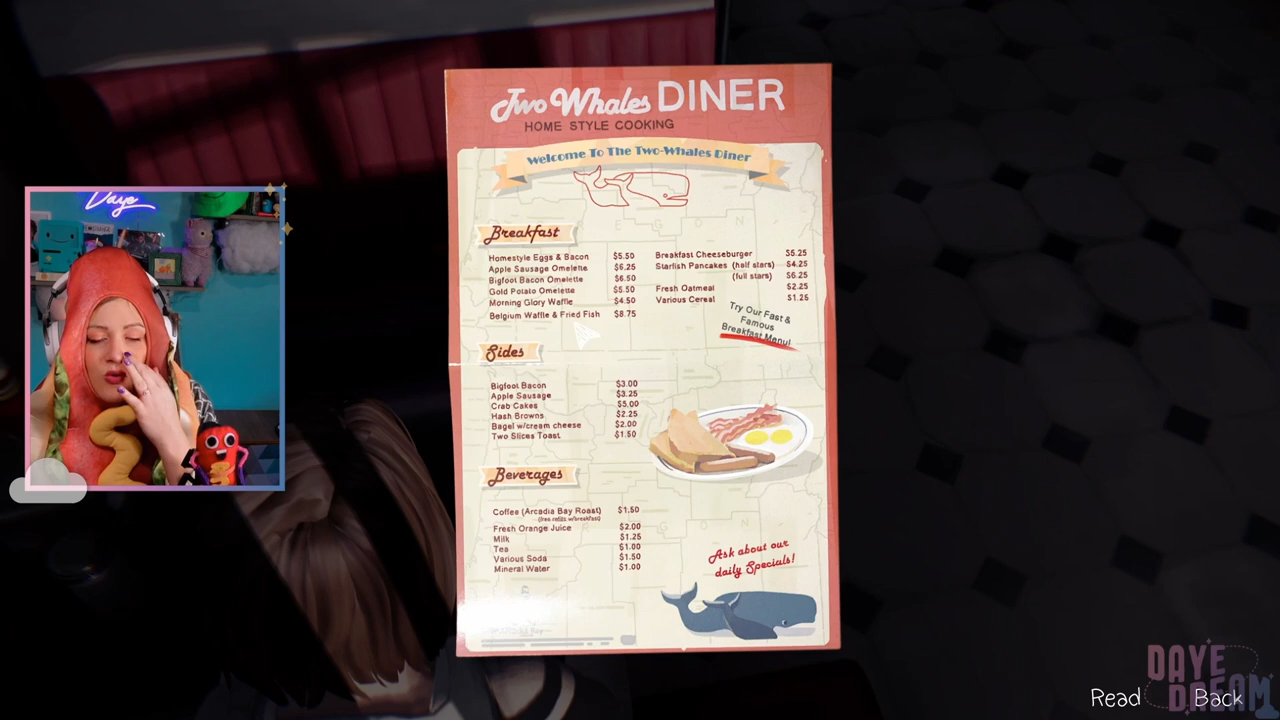 Daye
Two Whales DINER
HOME STYLE COOKING
Welcome To The Two-Whales Diner
Breakfast
Homestyle Eggs & Bacon $5.50
Apple Sausage Omelette $6.25
Bigfoot Bacon Omelette $6.50
Gold Potato Omelette $5.50
Morning Glory Waffle $4.50
Belgium Waffle & Fried Fish $8.75
Breakfast Cheeseburger $5.25
Starfish Pancakes (half stars) $4.25
(full stars) $6.25
Fresh Oatmeal $2.25
Various Cereal $1.25
Try Our Fast &
Famous
Breakfast Menu!
Sides
Bigfoot Bacon $3.00
Apple Sausage $3.25
Crab Cakes $5.00
Hash Browns $2.25
Bagel w/cream cheese $2.00
Two Slices Toast $1.50
Beverages
Coffee (Arcadia Bay Roast) $1.50
(free refills w/breakfast)
Fresh Orange Juice $2.00
Milk $1.25
Tea $1.00
Various Soda $1.50
Mineral Water $1.00
Ask about our
daily Specials!
DAYE
DREAM
Read Back